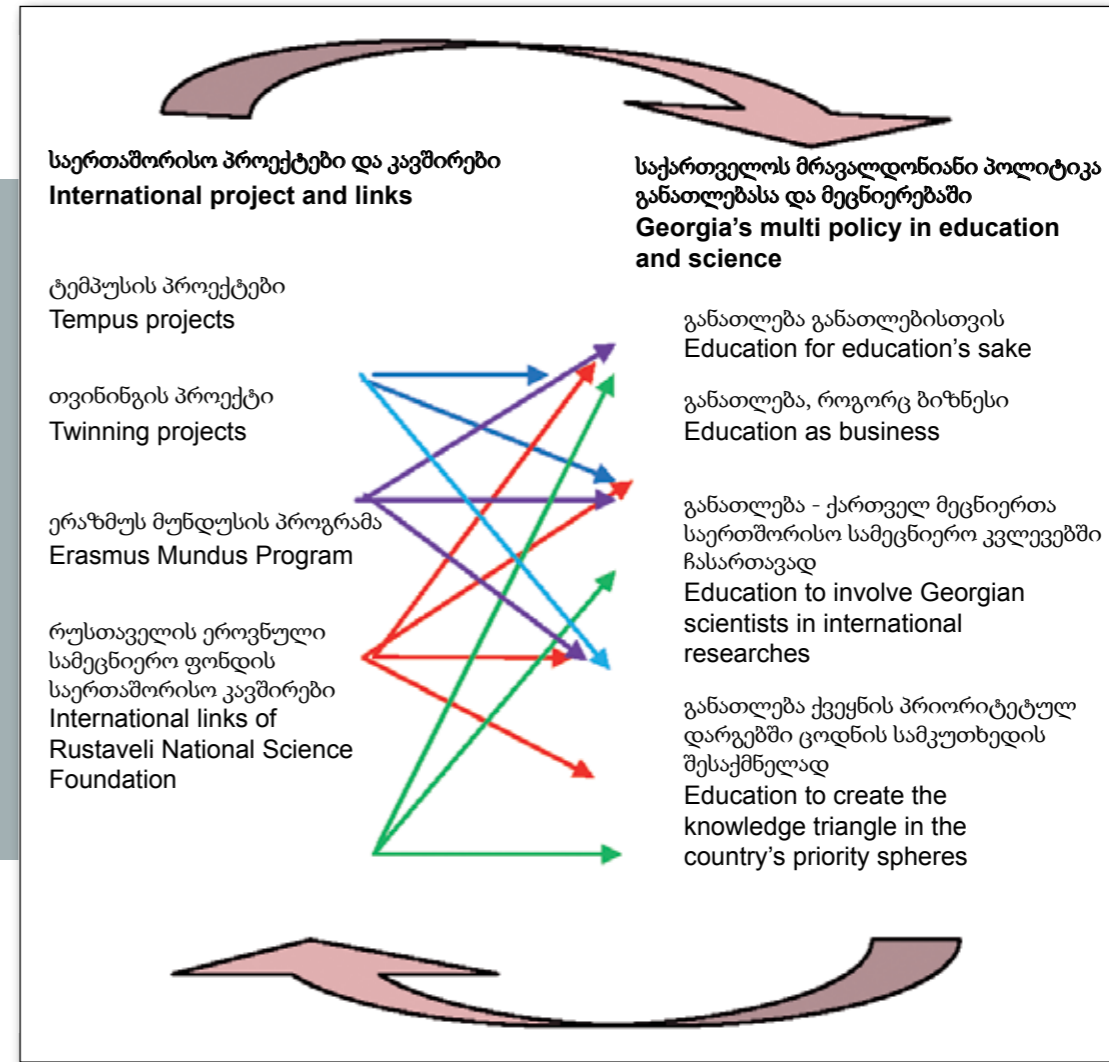 საერთაშორისო პროექტები და კავშირები
International project and links
ტემპუსის პროექტები
Tempus projects
თვინინგის პროექტი
Twinning projects
ერაზმუს მუნდუსის პროგრამა
Erasmus Mundus Program
რუსთაველის ეროვნული
სამეცნიერო ფონდის
საერთაშორისო კავშირები
International links of
Rustaveli National Science
Foundation
საქართველოს მრავალდონიანი პოლიტიკა
განათლებასა და მეცნიერებაში
Georgia’s multi policy in education
and science
განათლება განათლებისთვის
Education for education’s sake
განათლება, როგორც ბიზნესი
Education as business
განათლება - ქართველ მეცნიერთა
საერთშორისო სამეცნიერო კვლევებში
ჩასართავად
Education to involve Georgian
scientists in international
researches
განათლება ქვეყნის პრიორიტეტულ
დარგებში ცოდნის სამკუთხედის
შესაქმნელად
Education to create the
knowledge triangle in the
country’s priority spheres